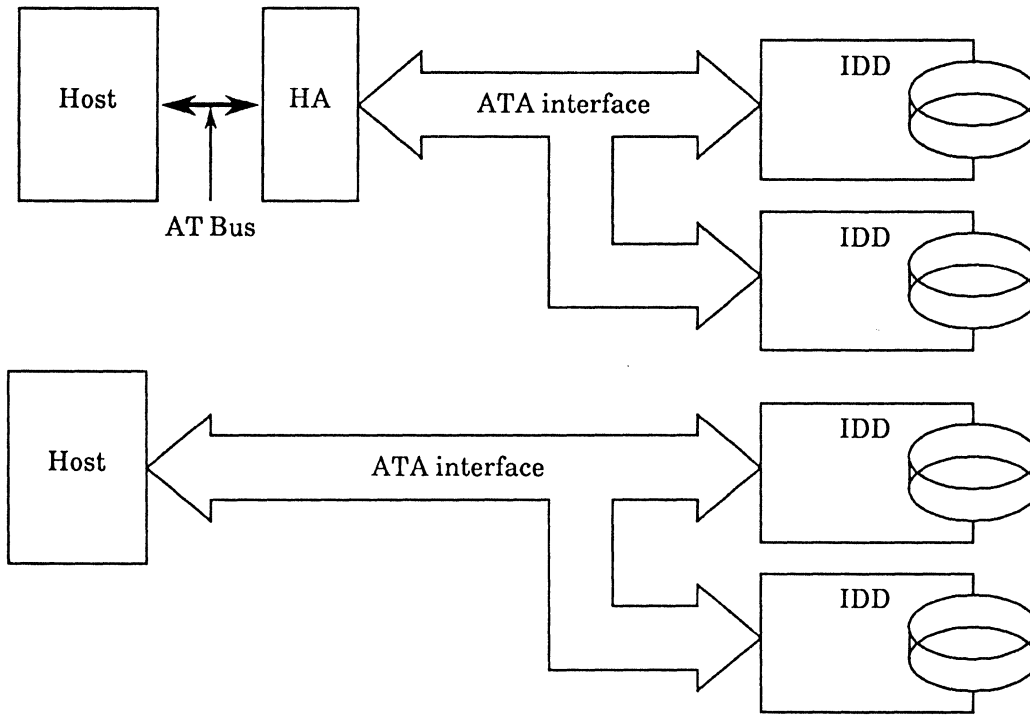 Host
HA
ATA interface
IDD
AT Bus
IDD
Host
ATA interface
IDD
IDD